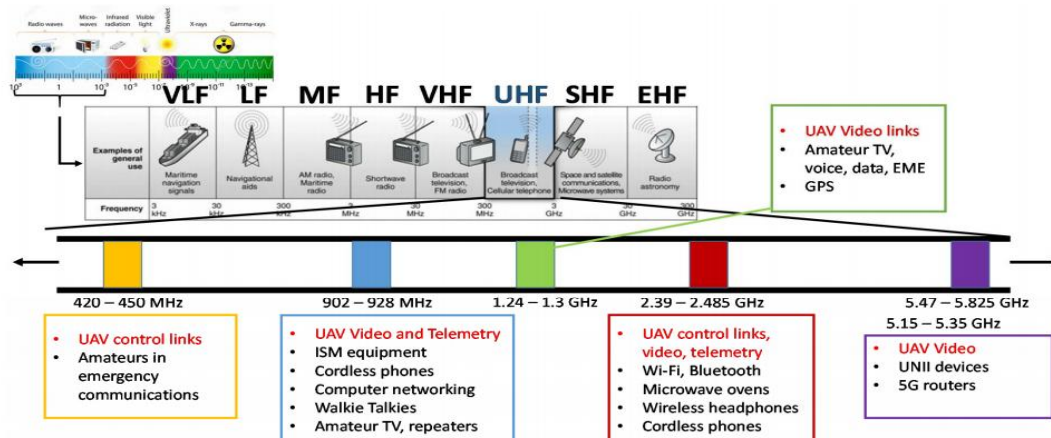 Radio waves
Micro-
waves
Infrared
radiation
Visible
light
Ultraviolet
X-rays
Gamma-rays
VLF LF MF HF VHF UHF SHF EHF
Examples of
general
use
Maritime
navigation
signals
Navigational
aids
AM radio,
Maritime
radio
Shortwave
radio
Broadcast
television,
FM radio
Broadcast
television,
Cellular telephone
Space and satellite
communications,
Microwave systems
Radio
astronomy
Frequency
3
kHz
30
kHz
300
kHz
3
MHz
30
MHz
300
MHz
3
GHz
30
GHz
300
GHz
• UAV Video links
• Amateur TV,
voice, data, EME
• GPS
420 – 450 MHz
902 – 928 MHz
1.24 – 1.3 GHz
2.39 – 2.485 GHz
5.47 – 5.825 GHz
5.15 – 5.35 GHz
• UAV control links
• Amateurs in
emergency
communications
• UAV Video and Telemetry
• ISM equipment
• Cordless phones
• Computer networking
• Walkie Talkies
• Amateur TV, repeaters
• UAV control links,
video, telemetry
• Wi-Fi, Bluetooth
• Microwave ovens
• Wireless headphones
• Cordless phones
• UAV Video
• UNII devices
• 5G routers